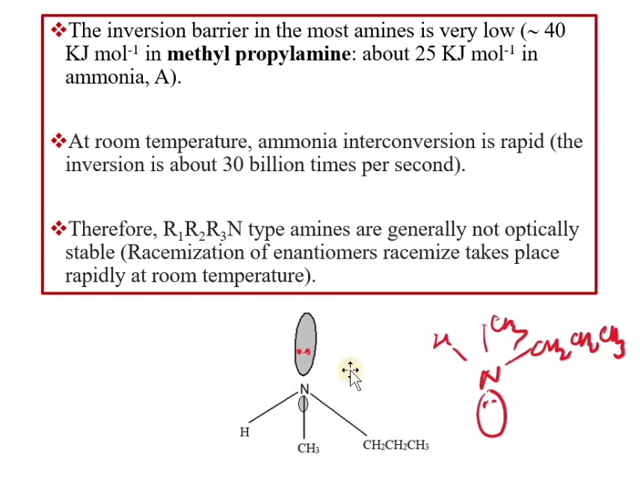 ❖The inversion barrier in the most amines is very low (~ 40
KJ mol⁻¹ in methyl propylamine: about 25 KJ mol⁻¹ in
ammonia, A).
❖At room temperature, ammonia interconversion is rapid (the
inversion is about 30 billion times per second).
❖Therefore, R₁R₂R₃N type amines are generally not optically
stable (Racemization of enantiomers racemize takes place
rapidly at room temperature).
N
H
CH₃
CH₂CH₂CH₃
H
CH₃
CH₂ CH₂ CH₃
N